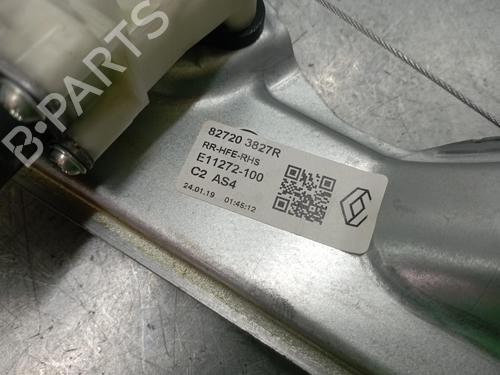 82720 3827R
RR-HFE-RHS
E11272-100
C2 AS4
24.01.19 01:45:12
B-PARTS